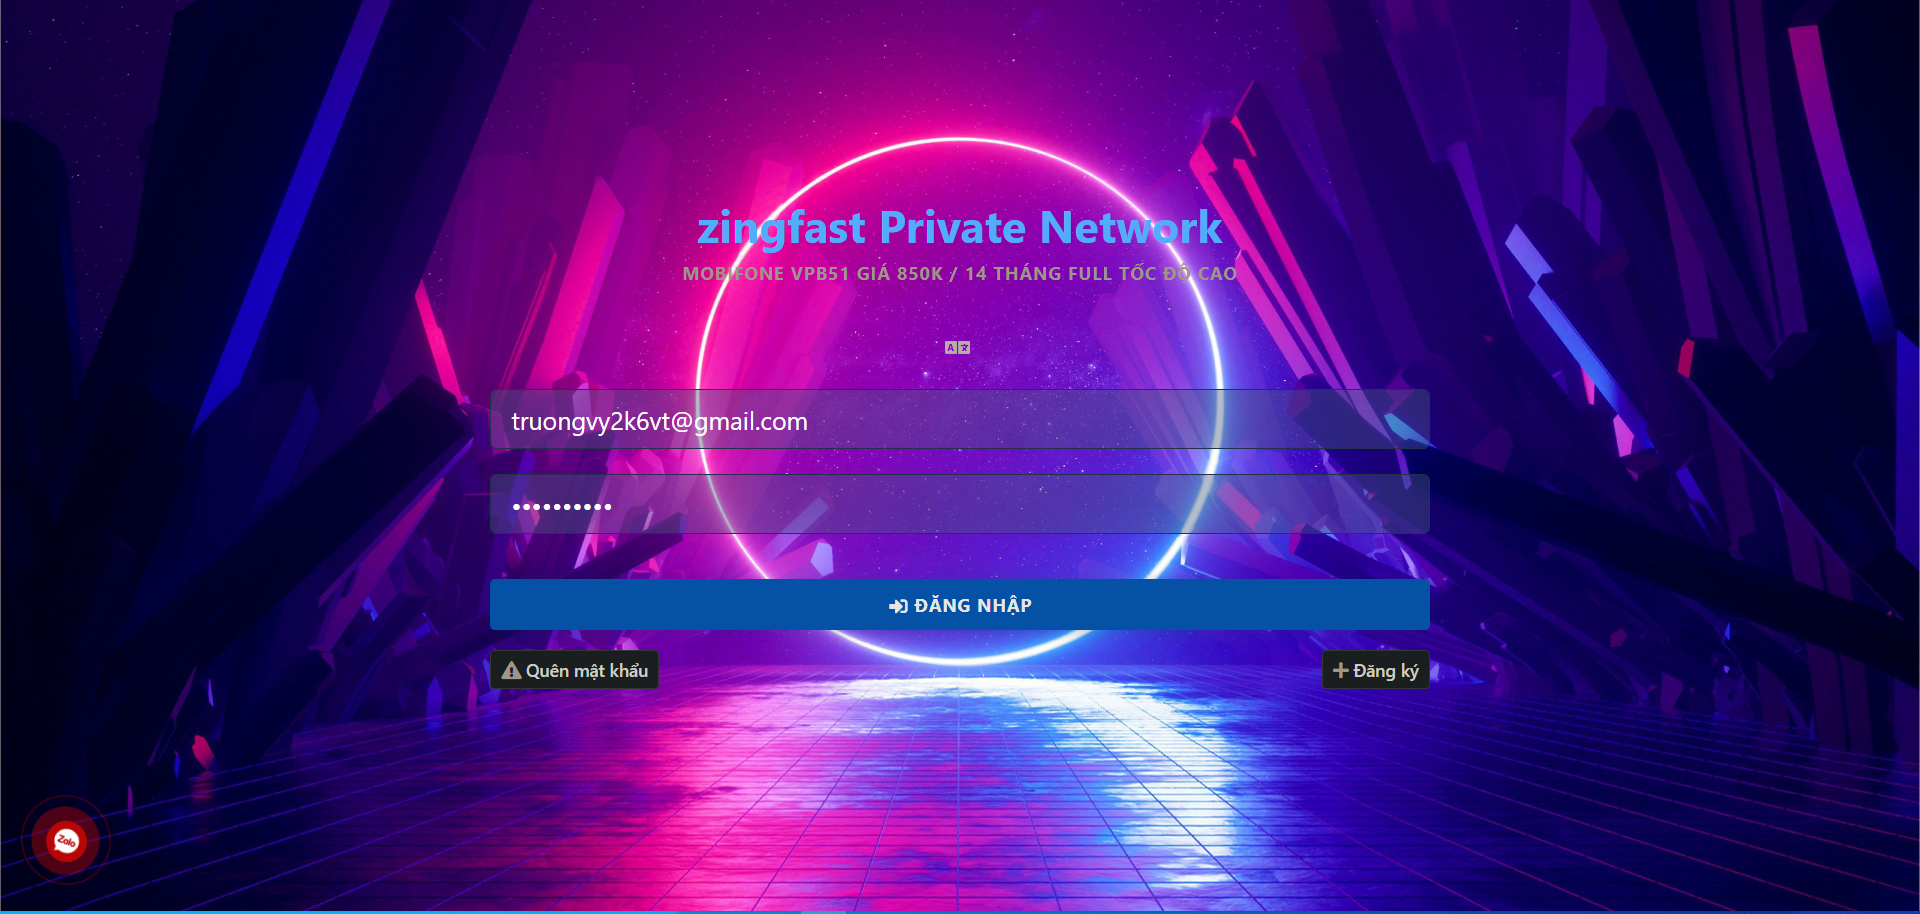 zingfast Private Network
MOBIFONE VPB51 GIÁ 850K / 14 THÁNG FULL TỐC ĐỘ CAO
A 文
truongvy2k6vt@gmail.com
••••••••••
ĐĂNG NHẬP
Quên mật khẩu
Đăng ký
Zalo